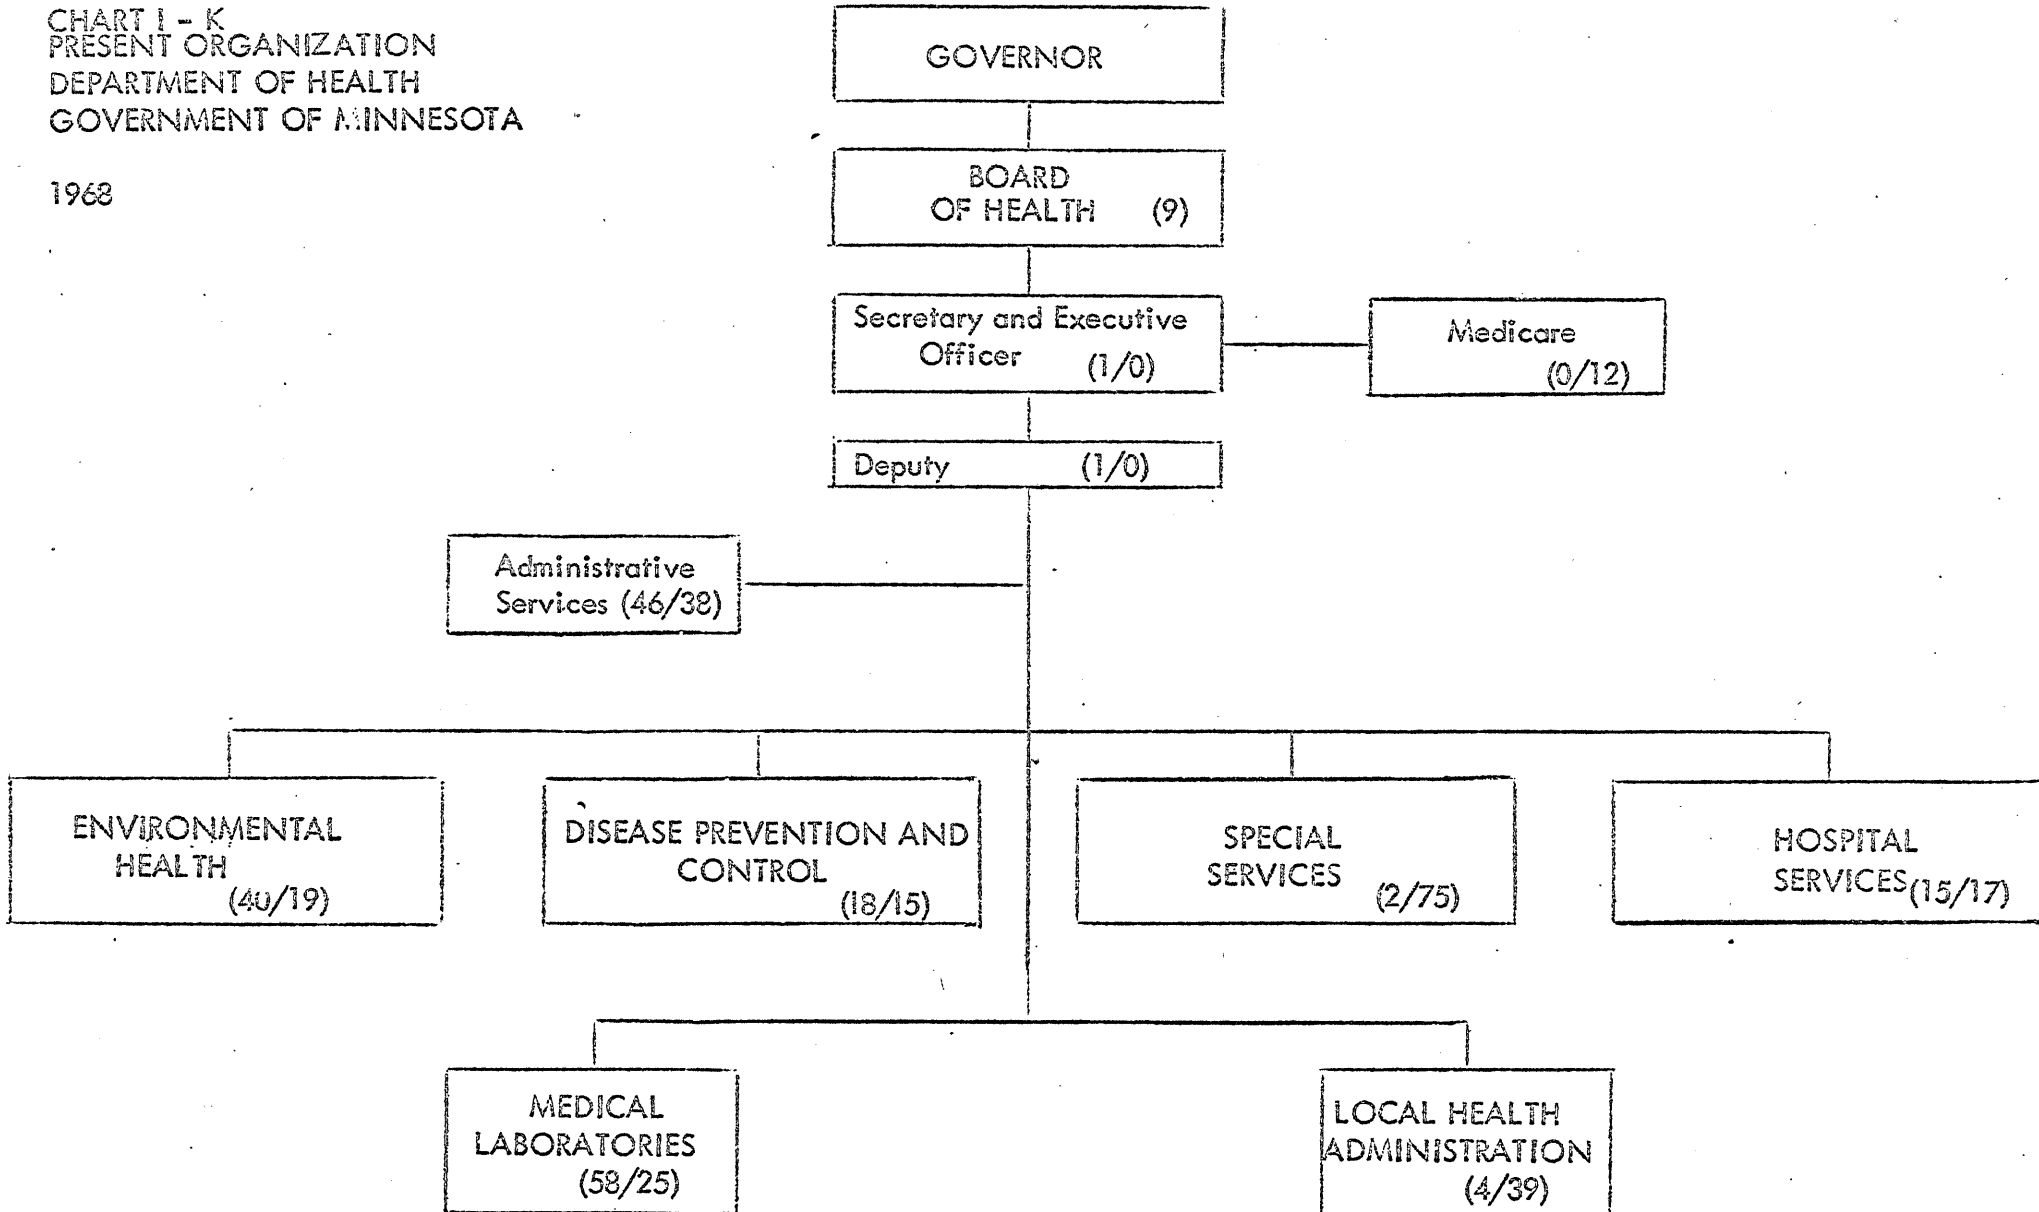 CHART I - K
PRESENT ORGANIZATION
DEPARTMENT OF HEALTH
GOVERNMENT OF MINNESOTA
1968
GOVERNOR
BOARD
OF HEALTH (9)
Secretary and Executive
Officer (1/0)
Medicare
(0/12)
Deputy (1/0)
Administrative
Services (46/38)
ENVIRONMENTAL
HEALTH
(40/19)
DISEASE PREVENTION AND
CONTROL
(18/15)
SPECIAL
SERVICES
(2/75)
HOSPITAL
SERVICES (15/17)
MEDICAL
LABORATORIES
(58/25)
LOCAL HEALTH
ADMINISTRATION
(4/39)